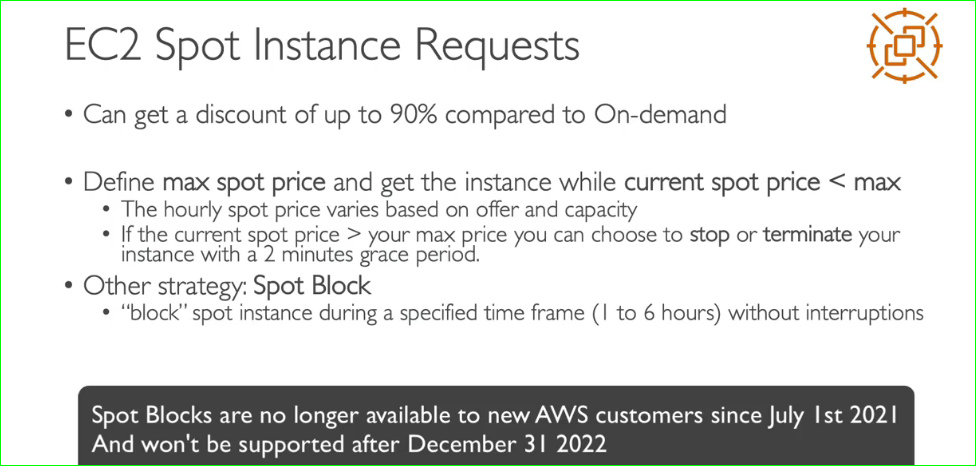 EC2 Spot Instance Requests
• Can get a discount of up to 90% compared to On-demand
• Define max spot price and get the instance while current spot price < max
• The hourly spot price varies based on offer and capacity
• If the current spot price > your max price you can choose to stop or terminate your
instance with a 2 minutes grace period.
• Other strategy: Spot Block
• “block” spot instance during a specified time frame (1 to 6 hours) without interruptions
Spot Blocks are no longer available to new AWS customers since July 1st 2021
And won't be supported after December 31 2022